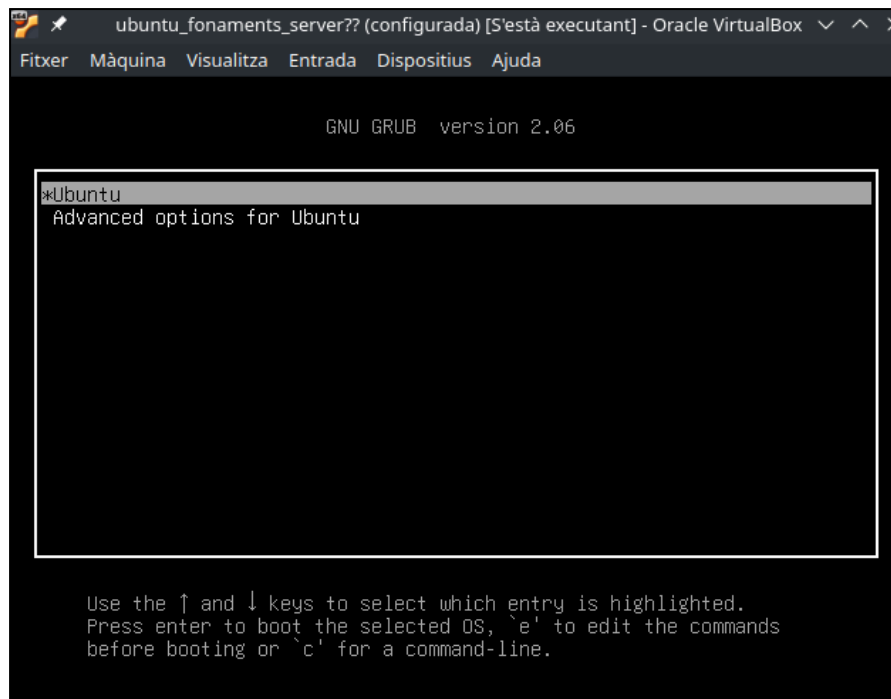 ubuntu_fonaments_server?? (configurada) [S'està executant] - Oracle VirtualBox
Fitxer Màquina Visualitza Entrada Dispositius Ajuda
GNU GRUB version 2.06
*Ubuntu
Advanced options for Ubuntu
Use the ↑ and ↓ keys to select which entry is highlighted.
Press enter to boot the selected OS, `e' to edit the commands
before booting or `c' for a command-line.